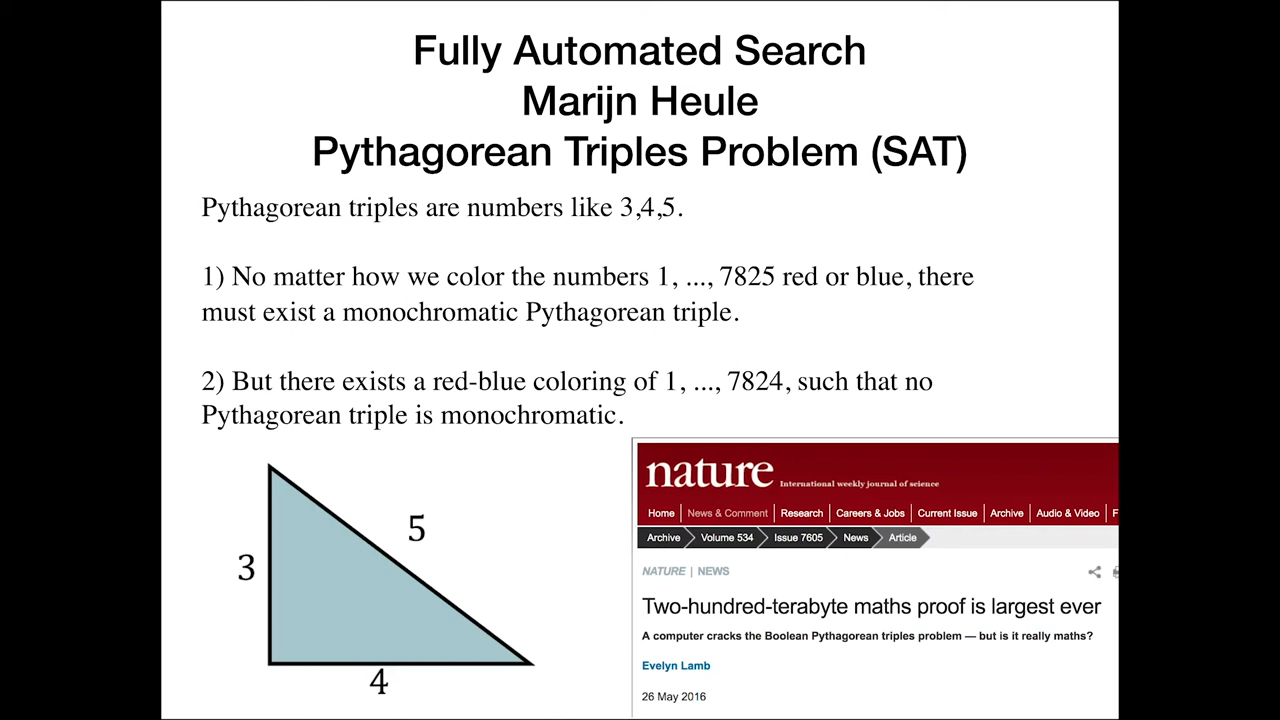 Fully Automated Search
Marijn Heule
Pythagorean Triples Problem (SAT)
Pythagorean triples are numbers like 3,4,5.
1) No matter how we color the numbers 1, ..., 7825 red or blue, there
must exist a monochromatic Pythagorean triple.
2) But there exists a red-blue coloring of 1, ..., 7824, such that no
Pythagorean triple is monochromatic.
3
5
4
nature International weekly journal of science
Home News & Comment Research Careers & Jobs Current Issue Archive Audio & Video F
Archive Volume 534 Issue 7605 News Article
NATURE | NEWS
Two-hundred-terabyte maths proof is largest ever
A computer cracks the Boolean Pythagorean triples problem — but is it really maths?
Evelyn Lamb
26 May 2016